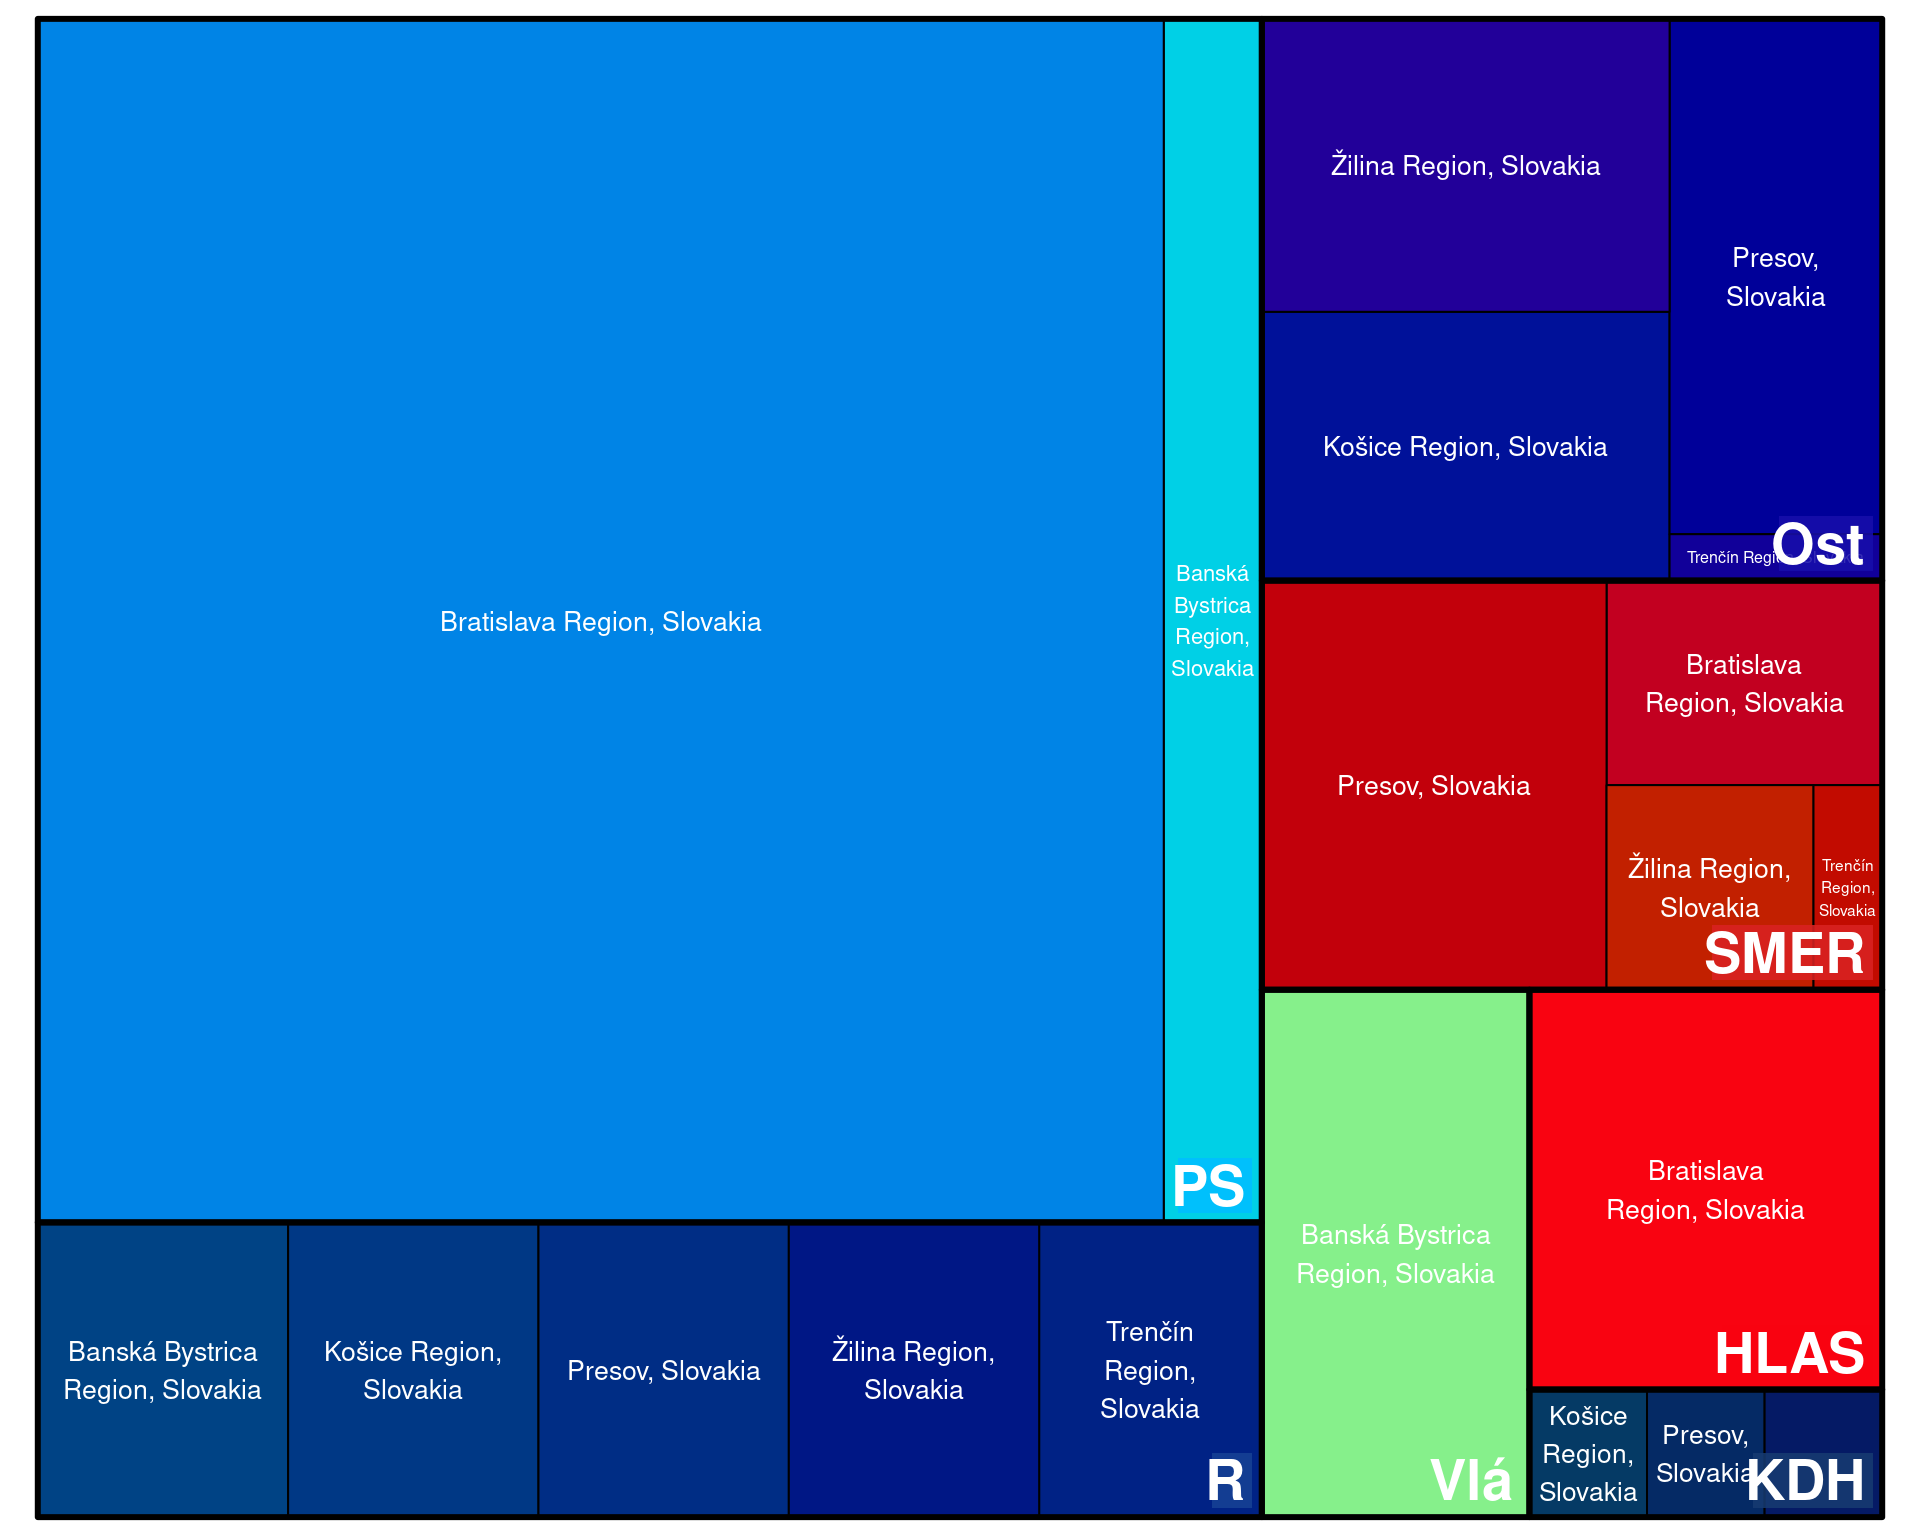 Bratislava Region, Slovakia
Banská
Bystrica
Region,
Slovakia
PS
Banská Bystrica
Region, Slovakia
Košice Region,
Slovakia
Presov, Slovakia
Žilina Region,
Slovakia
Trenčín
Region,
Slovakia
R
Žilina Region, Slovakia
Košice Region, Slovakia
Presov,
Slovakia
Trenčín
Ost
Presov, Slovakia
Bratislava
Region, Slovakia
Žilina Region,
Slovakia
Trenčín
Region,
Slovakia
SMER
Banská Bystrica
Region, Slovakia
Vlá
Bratislava
Region, Slovakia
HLAS
Košice
Region,
Slovakia
Presov,
Slovakia
KDH